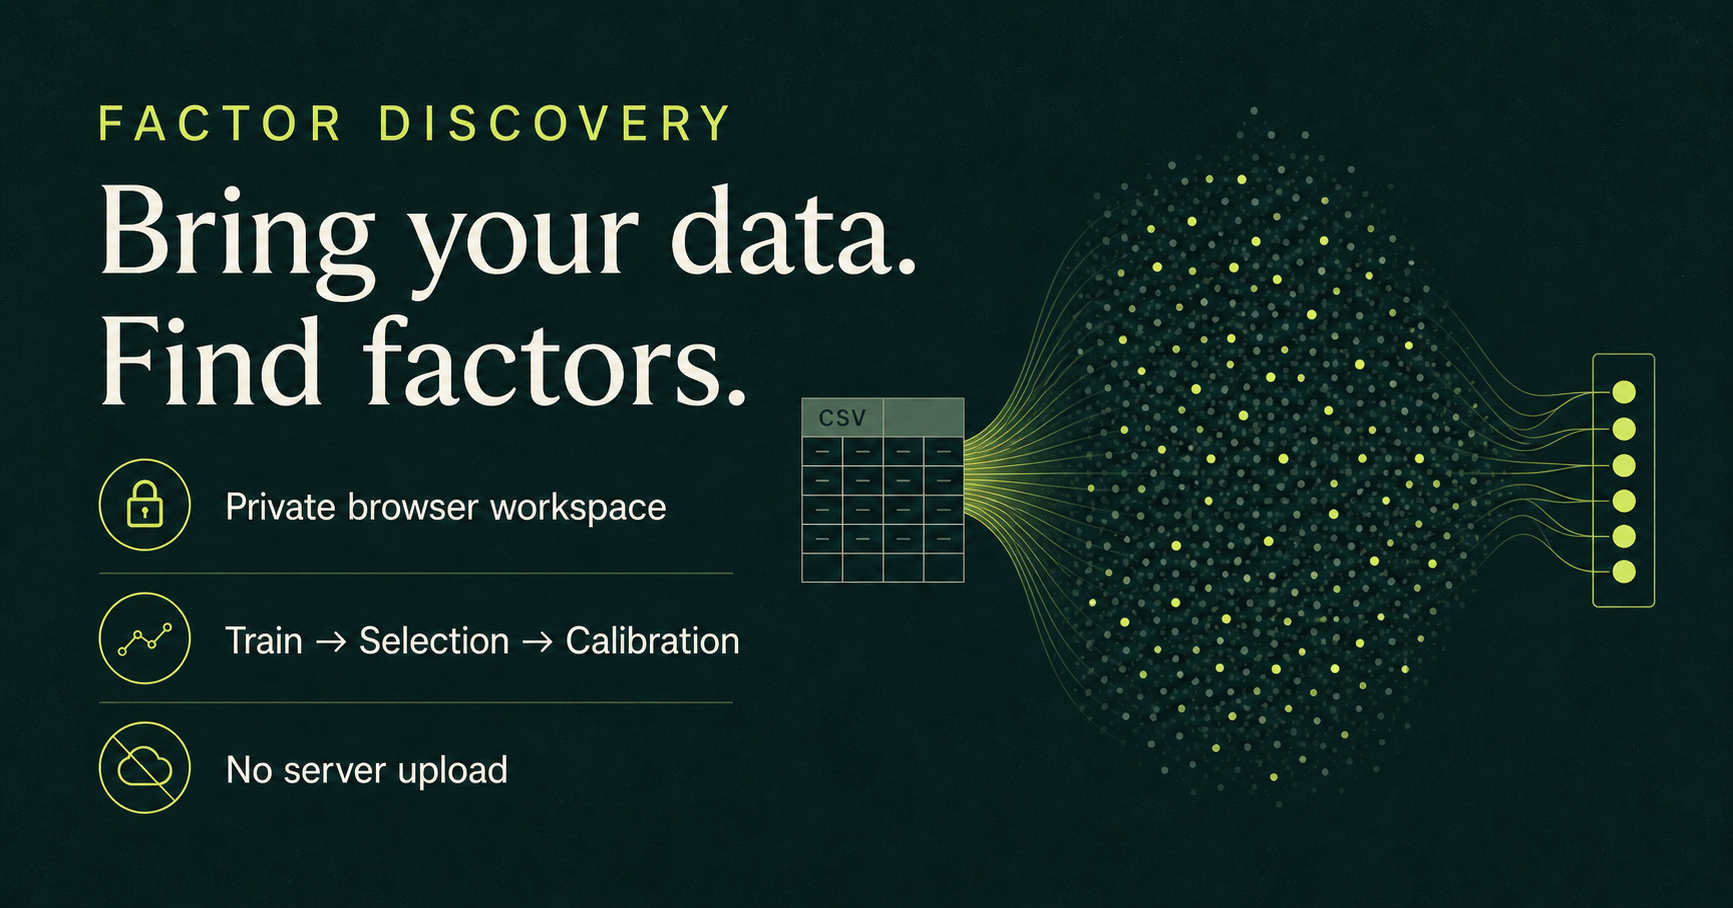 FACTOR DISCOVERY
Bring your data.
Find factors.
CSV
Private browser workspace
Train → Selection → Calibration
No server upload